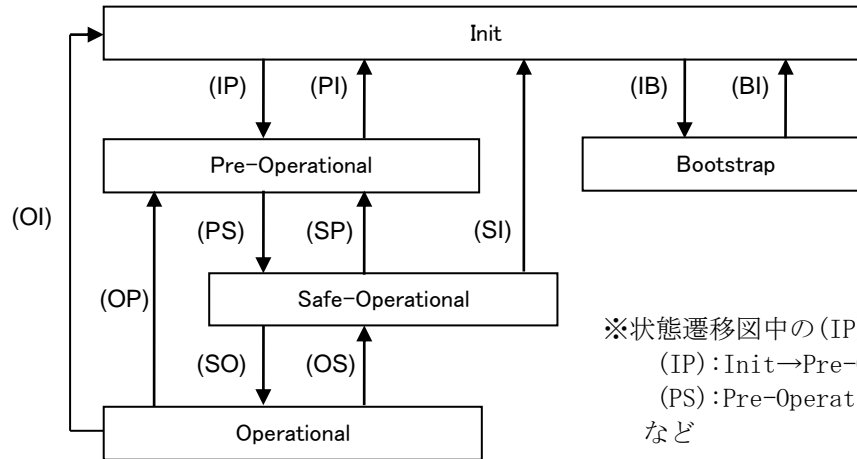 Init
(IP)
(PI)
(IB)
(BI)
Pre-Operational
Bootstrap
(OI)
(PS)
(SP)
(SI)
(OP)
Safe-Operational
(SO)
(OS)
※状態遷移図中の(IP
(IP):Init→Pre-
(PS):Pre-Operat
など
Operational